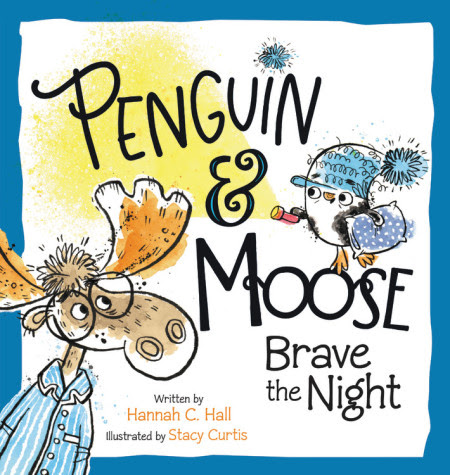 PENGUIN
&
MOOSE
Brave
the Night
Written by
Hannah C. Hall
Illustrated by Stacy Curtis